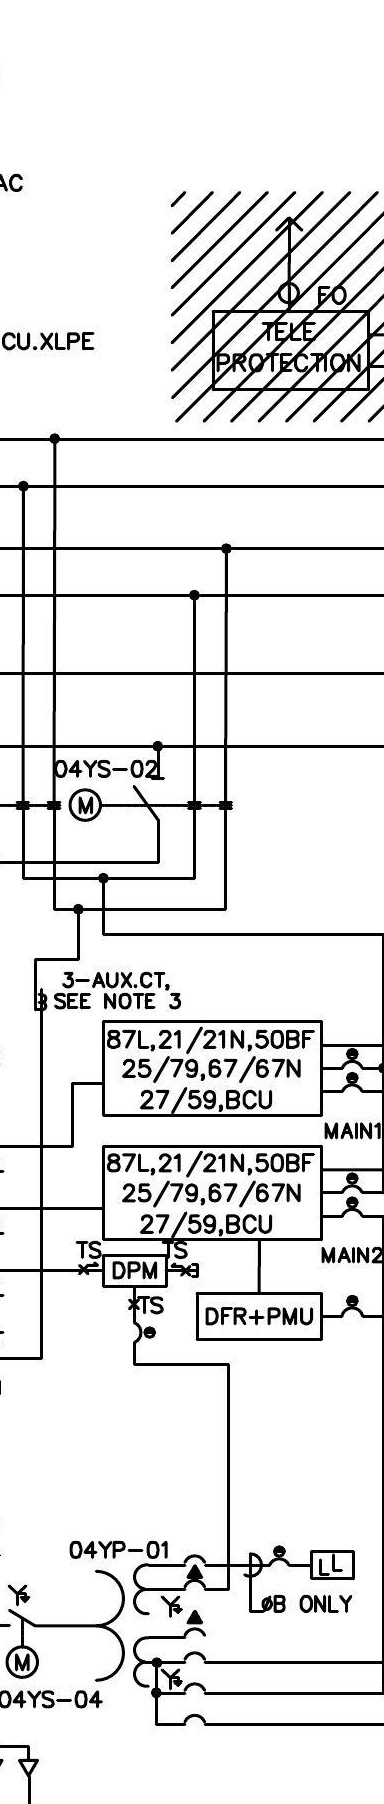 AC
FO
CU.XLPE
TELE
PROTECTION
04YS-02
M
3-AUX.CT,
3 SEE NOTE 3
87L,21/21N,50BF
25/79,67/67N
27/59,BCU
MAIN1
87L,21/21N,50BF
25/79,67/67N
27/59,BCU
TS TS
MAIN2
DPM
TS
DFR+PMU
04YP-01
LL
ØB ONLY
M
04YS-04